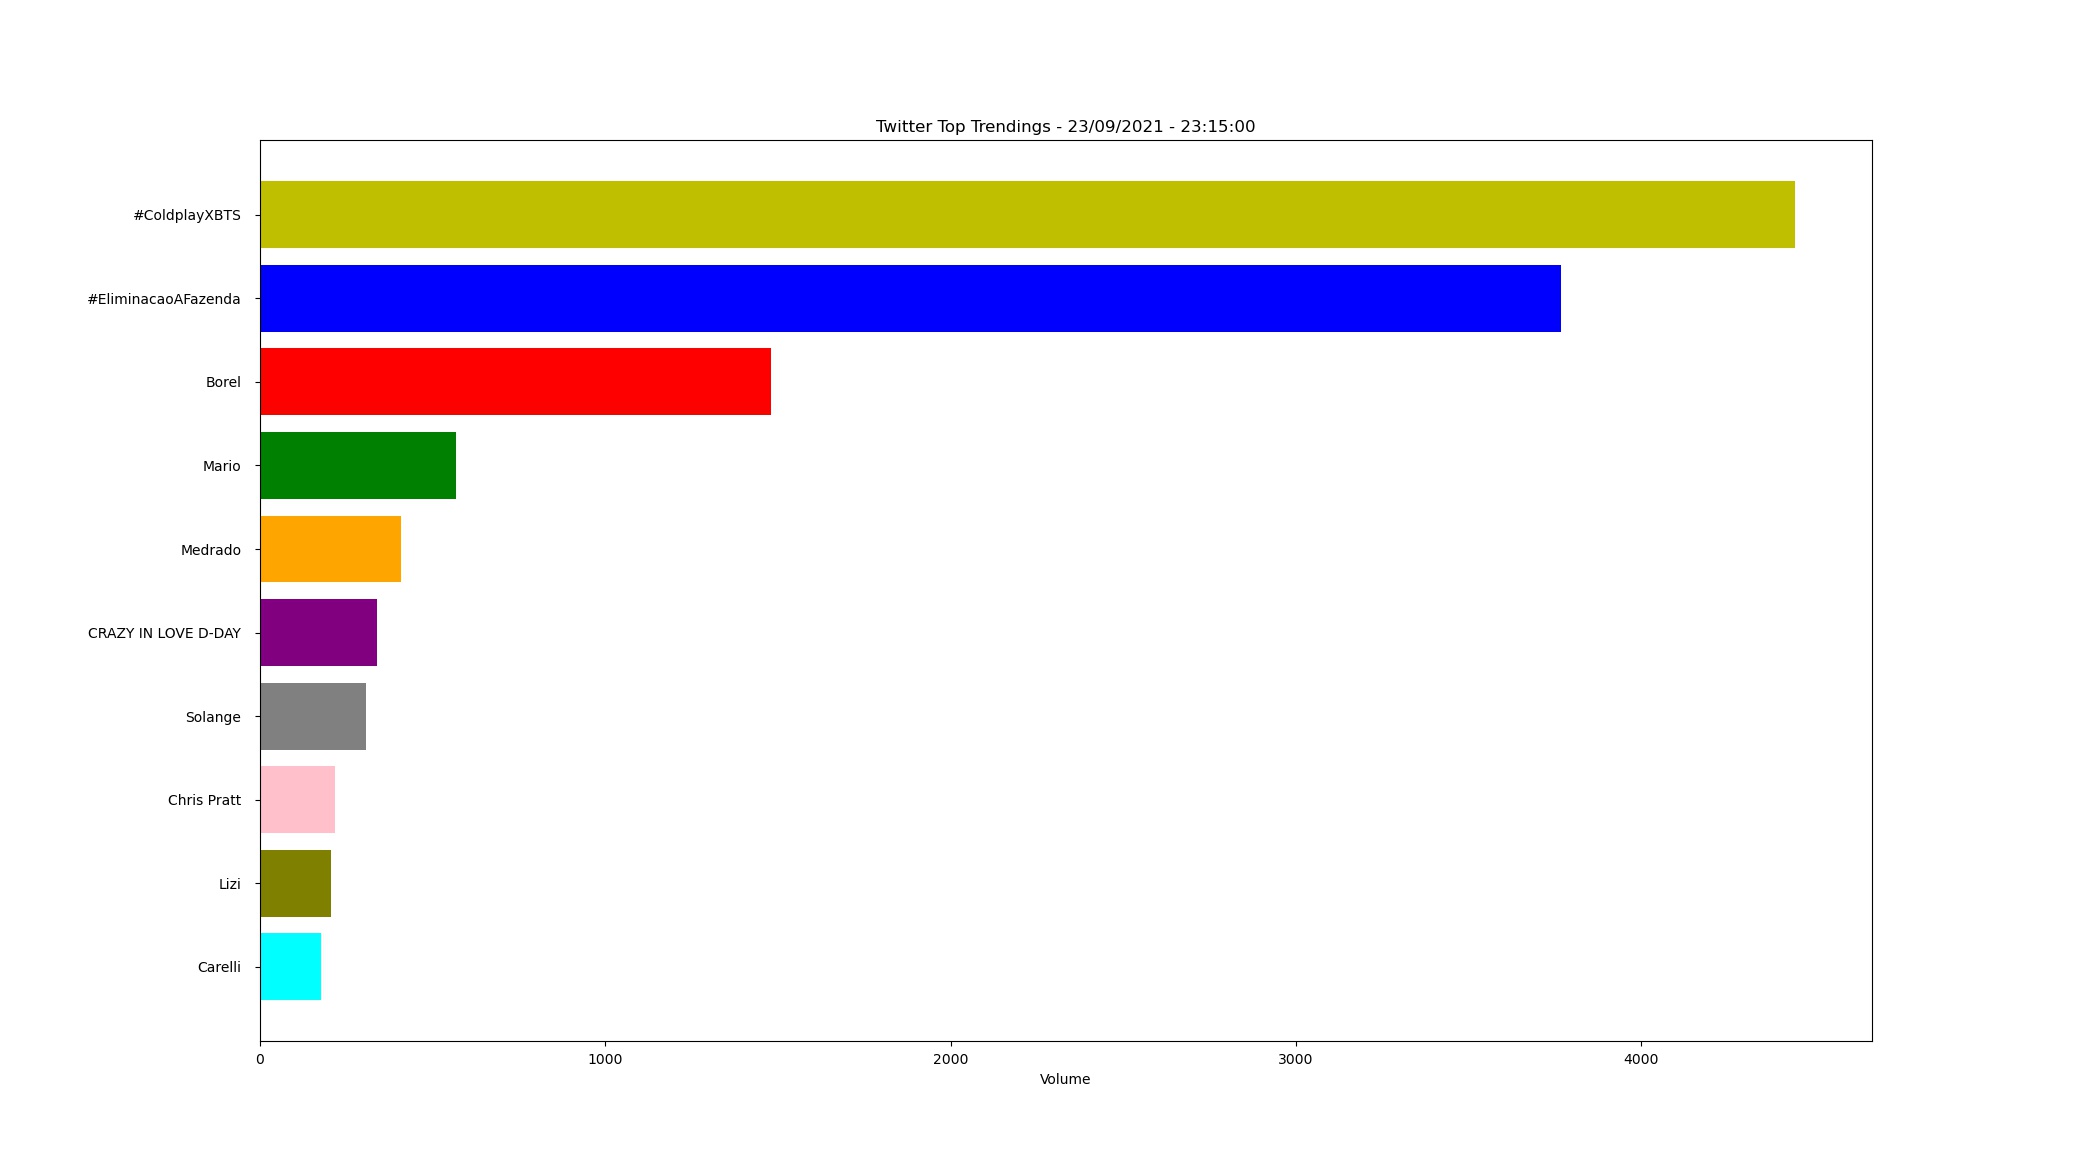 Twitter Top Trendings - 23/09/2021 - 23:15:00
#ColdplayXBTS
#EliminacaoAFazenda
Borel
Mario
Medrado
CRAZY IN LOVE D-DAY
Solange
Chris Pratt
Lizi
Carelli
0 1000 2000 3000 4000
Volume